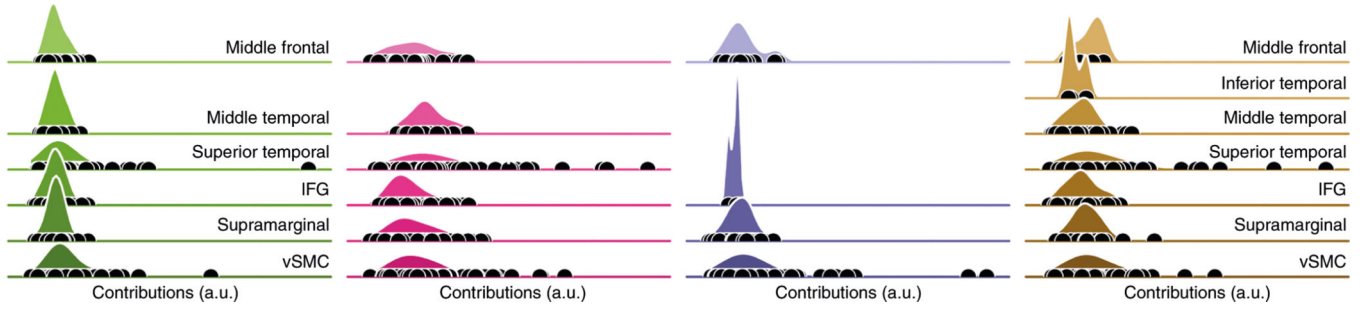 Middle frontal
Middle temporal
Superior temporal
IFG
Supramarginal
vSMC
Contributions (a.u.)
Contributions (a.u.)
Contributions (a.u.)
Middle frontal
Inferior temporal
Middle temporal
Superior temporal
IFG
Supramarginal
vSMC
Contributions (a.u.)